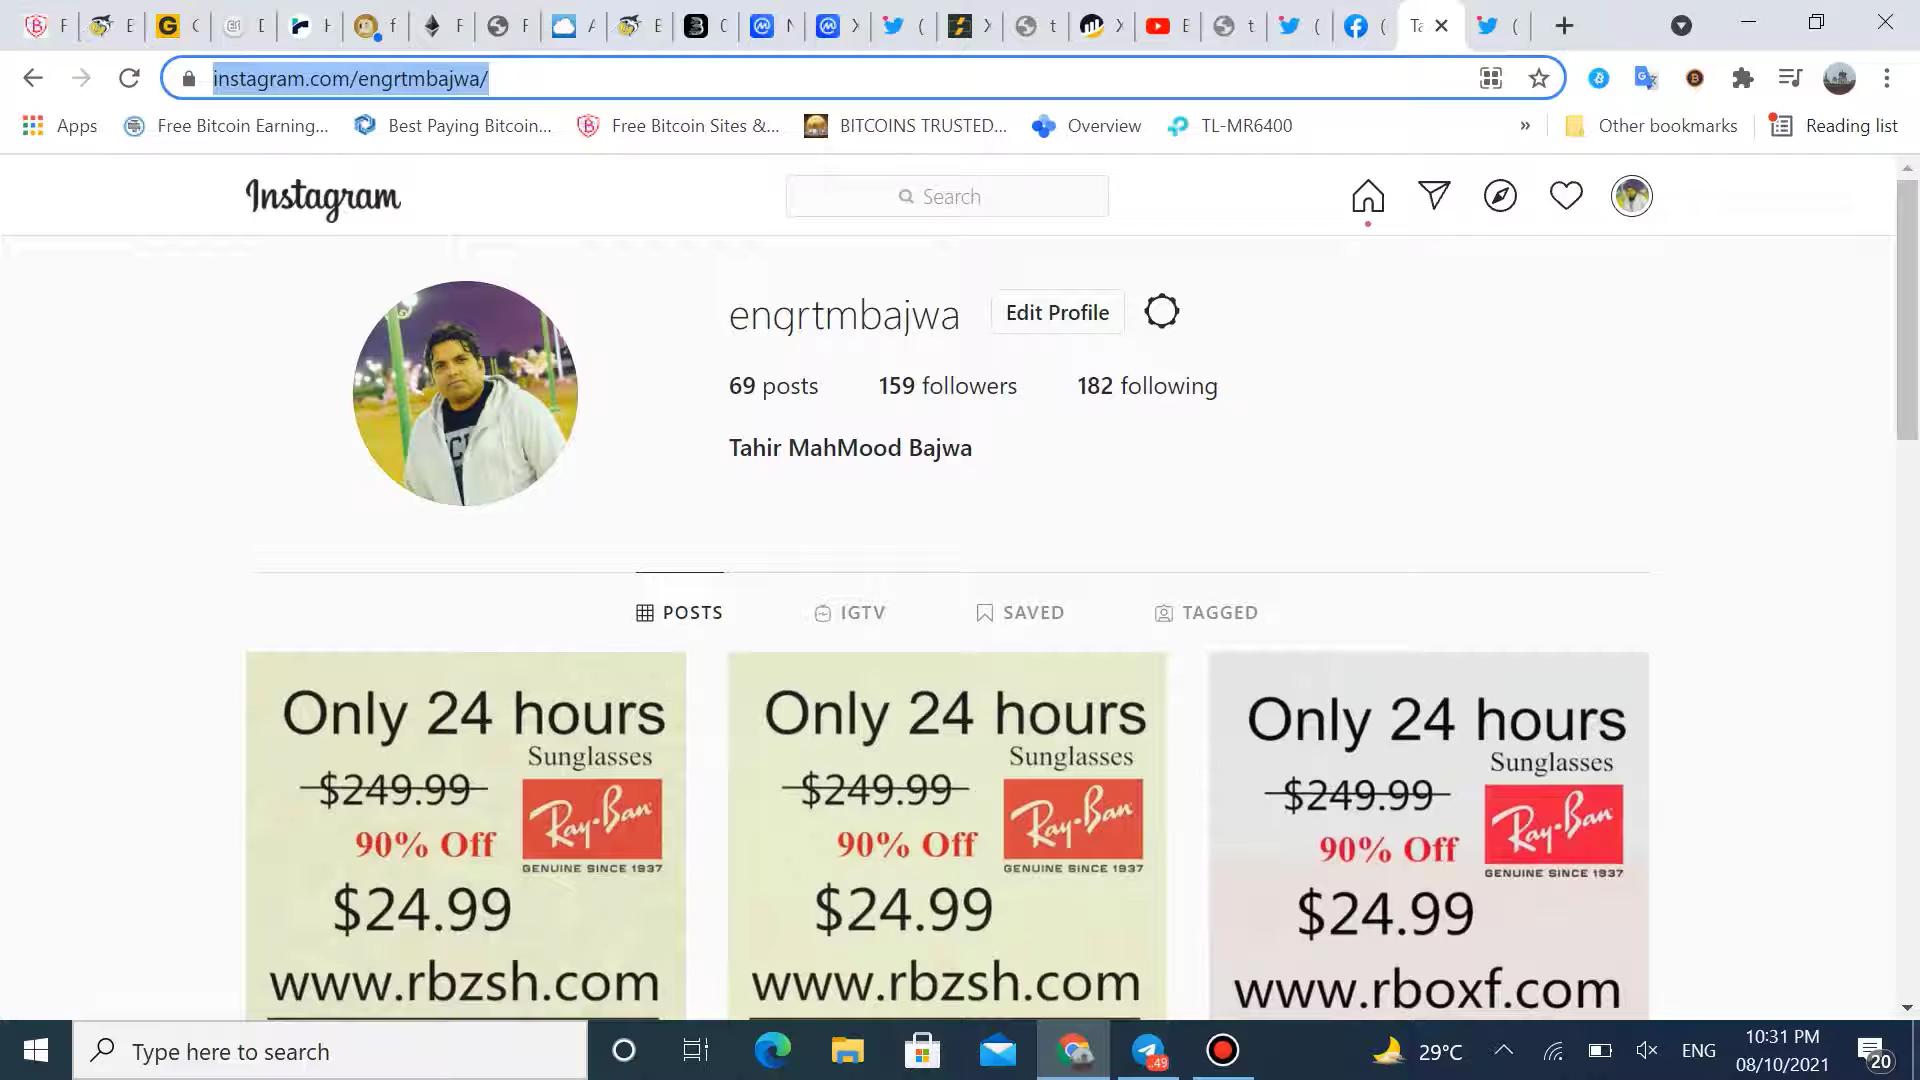 instagram.com/engrtmbajwa/
Apps
Free Bitcoin Earning...
Best Paying Bitcoin...
Free Bitcoin Sites &...
BITCOINS TRUSTED...
Overview
TL-MR6400
»
Other bookmarks
Reading list
Instagram
Search
engrtmbajwa
Edit Profile
69 posts
159 followers
182 following
Tahir MahMood Bajwa
POSTS
IGTV
SAVED
TAGGED
Only 24 hours
Sunglasses
$249.99
Ray-Ban
90% Off
GENUINE SINCE 1937
$24.99
www.rbzsh.com
Only 24 hours
Sunglasses
$249.99
Ray-Ban
90% Off
GENUINE SINCE 1937
$24.99
www.rbzsh.com
Only 24 hours
Sunglasses
$249.99
Ray-Ban
90% Off
GENUINE SINCE 1937
$24.99
www.rboxf.com
Type here to search
29°C
ENG
10:31 PM
08/10/2021
20